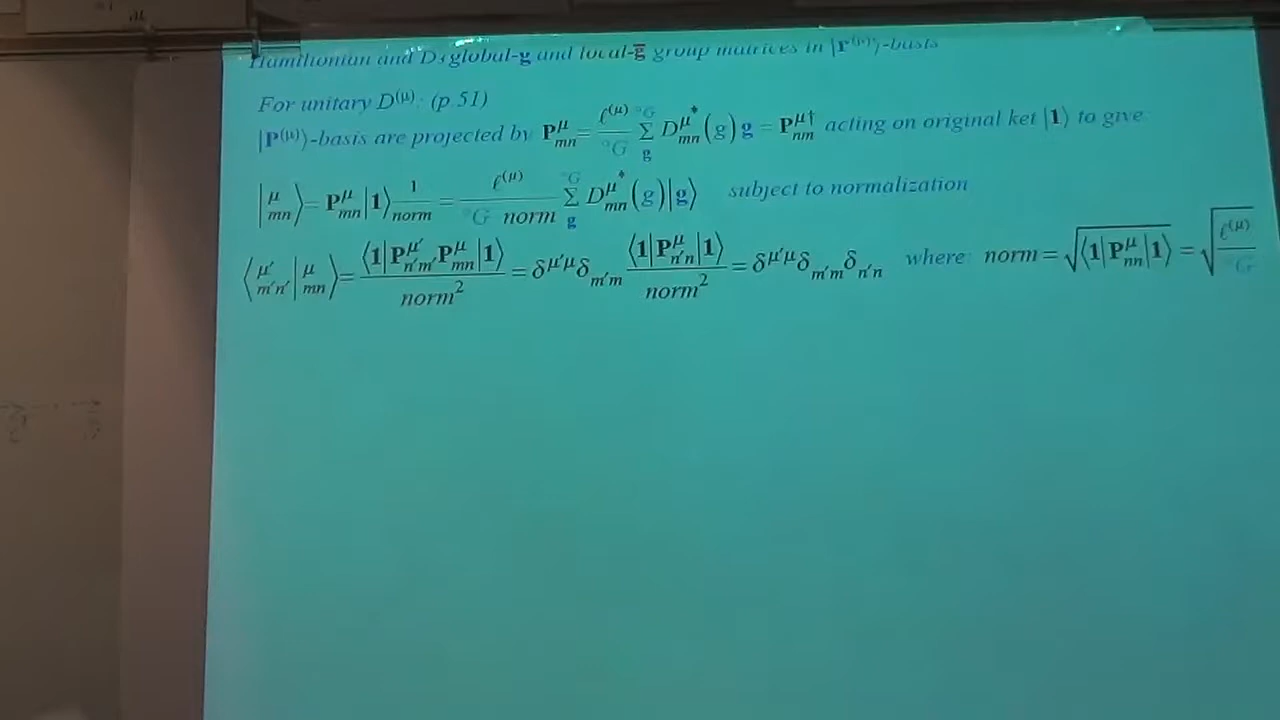 Hamiltonian and D₃ global-g and local-g̅ group matrices in |P⁽ᵘ⁾⟩-basis
For unitary D^(μ): (p.51)
|P^(μ)⟩-basis are projected by P^μ_mn = ℓ^(μ)/°G Σ_g^°G D^μ*_mn(g) g = P^μ†_nm acting on original ket |1⟩ to give:
|μ mn⟩ = P^μ_mn|1⟩ 1/norm = ℓ^(μ)/(°G norm) Σ_g^°G D^μ*_mn(g)|g⟩ subject to normalization
⟨μ' m'n'|μ mn⟩ = ⟨1|P^μ'_n'm' P^μ_mn|1⟩/norm² = δ^μ'μ δ_m'm ⟨1|P^μ_n'n|1⟩/norm² = δ^μ'μ δ_m'm δ_n'n where: norm = √⟨1|P^μ_nn|1⟩ = √(ℓ^(μ)/°G)